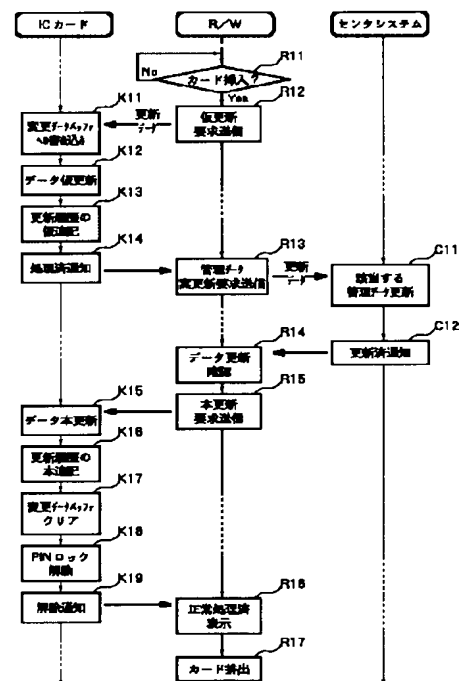 ICカード
R/W
センタシステム
カード挿入?
R11
No
Yes
R12
仮更新
要求送信
更新
データ
K11
変更データバッファ
へ書き込み
K12
データ仮更新
K13
更新履歴の
仮追記
K14
処理済通知
R13
管理データ
変更新要求送信
更新
データ
C11
該当する
管理データ更新
C12
更新済通知
R14
データ更新
確認
R15
本更新
要求送信
K15
データ本更新
K16
更新履歴の
本追記
K17
変更データバッファ
クリア
K18
PINロック
解除
K19
解除通知
R16
正常処理済
表示
R17
カード排出